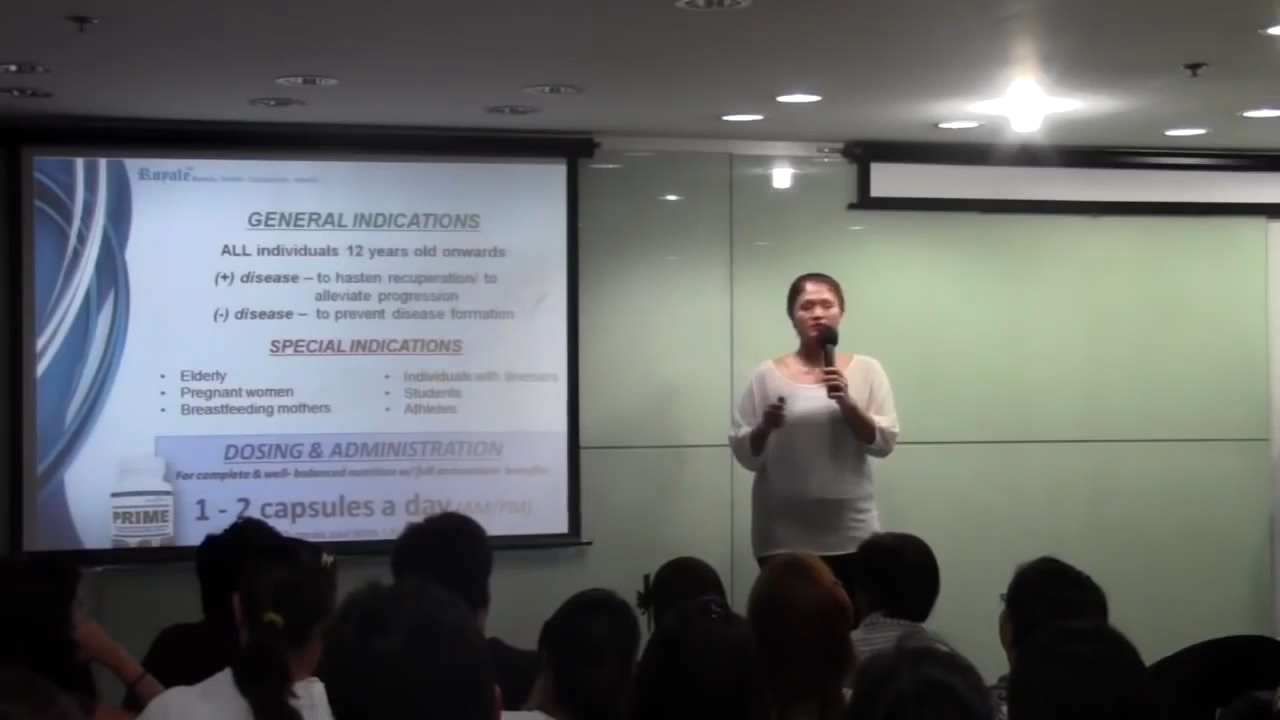 Royale
GENERAL INDICATIONS
ALL individuals 12 years old onwards
(+) disease – to hasten recuperation/ to
alleviate progression
(-) disease – to prevent disease formation
SPECIAL INDICATIONS
• Elderly
• Pregnant women
• Breastfeeding mothers
• Individuals with illnesses
• Students
• Athletes
DOSING & ADMINISTRATION
For complete & well- balanced nutrition w/ full antioxidant benefits
1 - 2 capsules a day (AM/PM)
PRIME